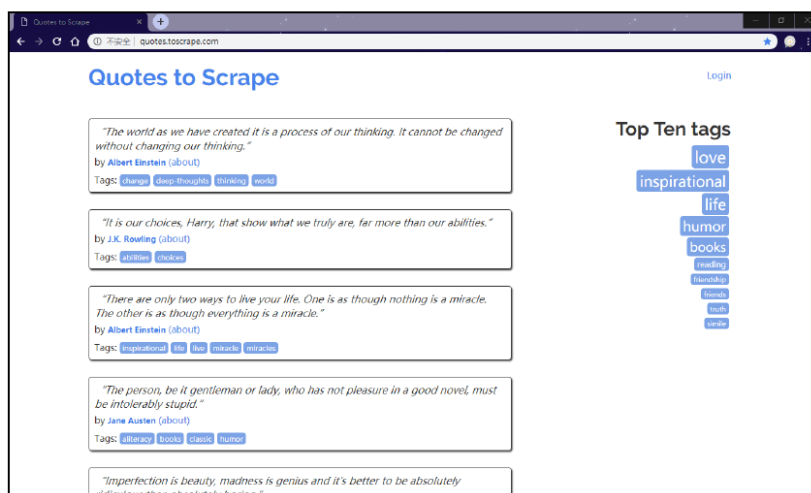 Quotes to Scrape
不安全 | quotes.toscrape.com
Quotes to Scrape
Login
“The world as we have created it is a process of our thinking. It cannot be changed
without changing our thinking.”
by Albert Einstein (about)
Tags: change deep-thoughts thinking world
“It is our choices, Harry, that show what we truly are, far more than our abilities.”
by J.K. Rowling (about)
Tags: abilities choices
“There are only two ways to live your life. One is as though nothing is a miracle.
The other is as though everything is a miracle.”
by Albert Einstein (about)
Tags: inspirational life live miracle miracles
“The person, be it gentleman or lady, who has not pleasure in a good novel, must
be intolerably stupid.”
by Jane Austen (about)
Tags: aliteracy books classic humor
“Imperfection is beauty, madness is genius and it's better to be absolutely
ridiculous than absolutely boring.”
Top Ten tags
love
inspirational
life
humor
books
reading
friendship
friends
truth
simile